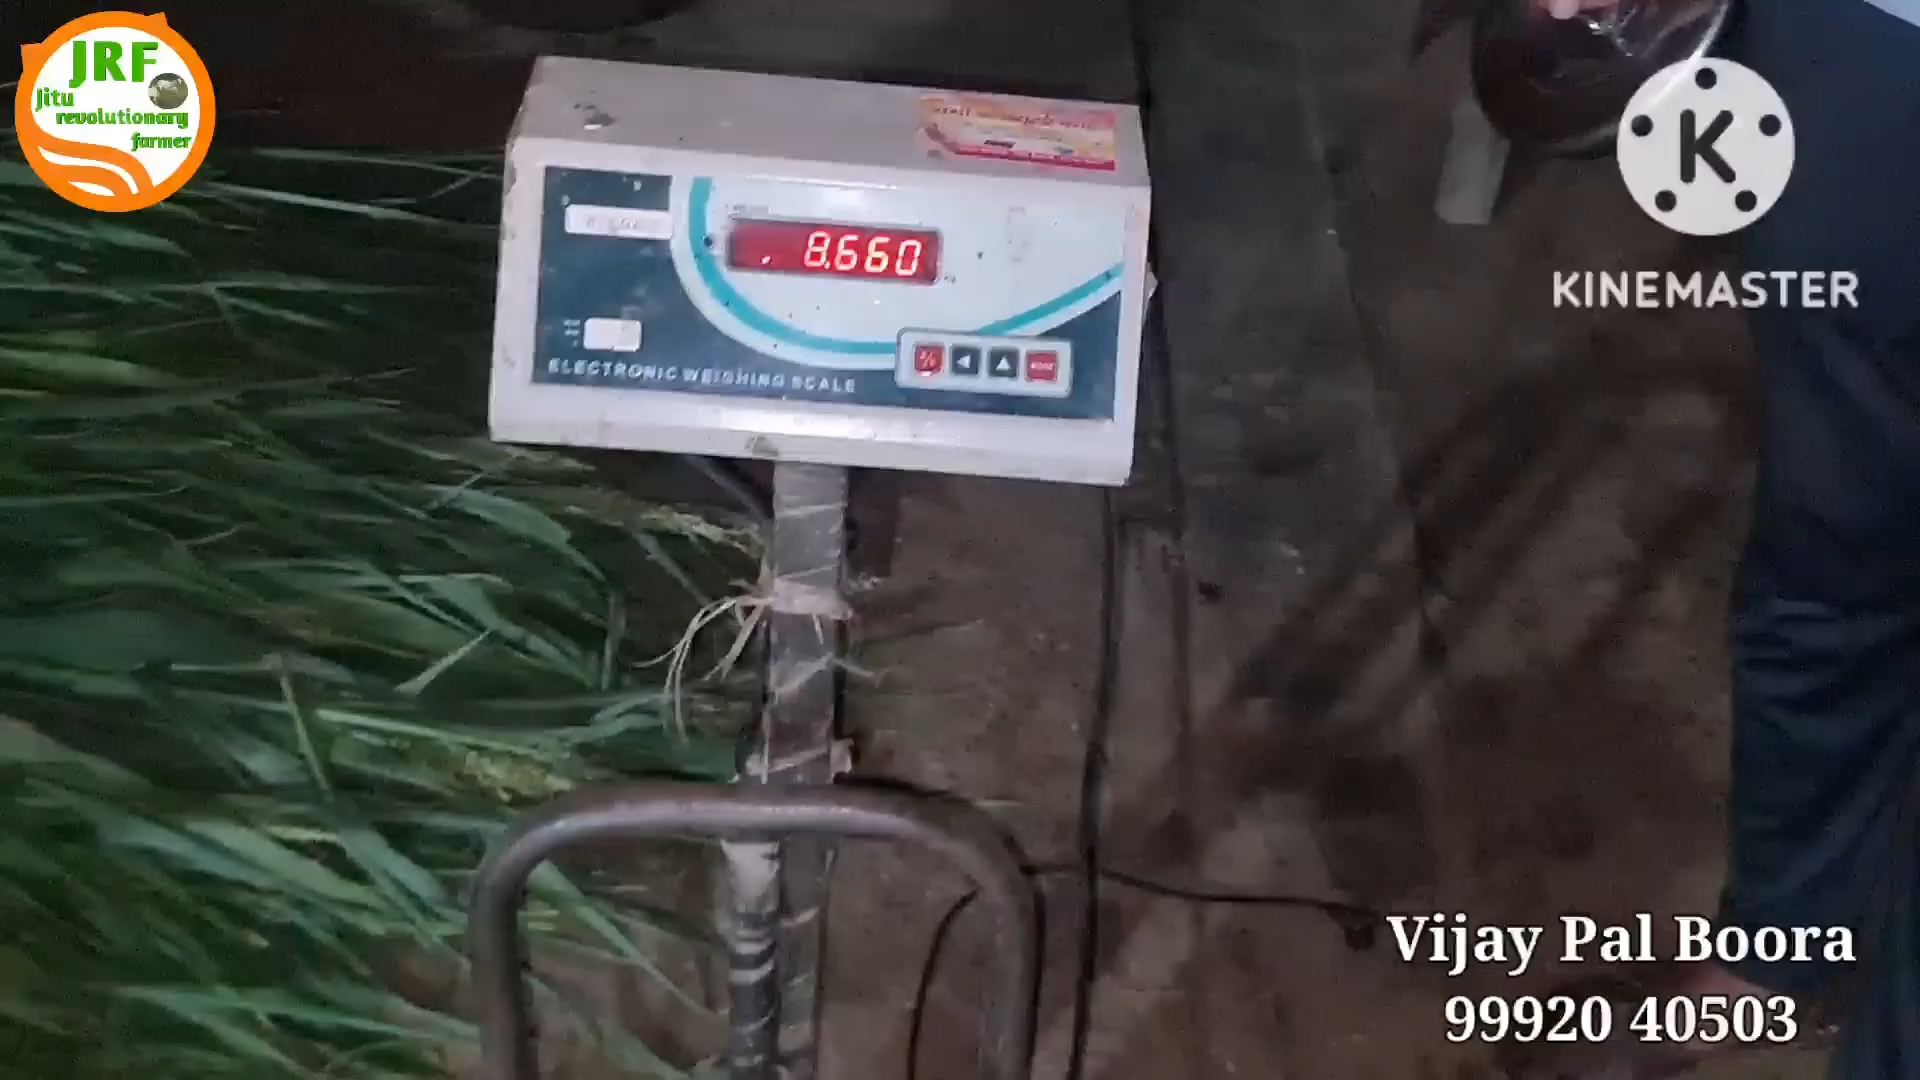 JRF
Jitu
revolutionary
farmer
8.660
ELECTRONIC WEIGHING SCALE
K
KINEMASTER
Vijay Pal Boora
99920 40503